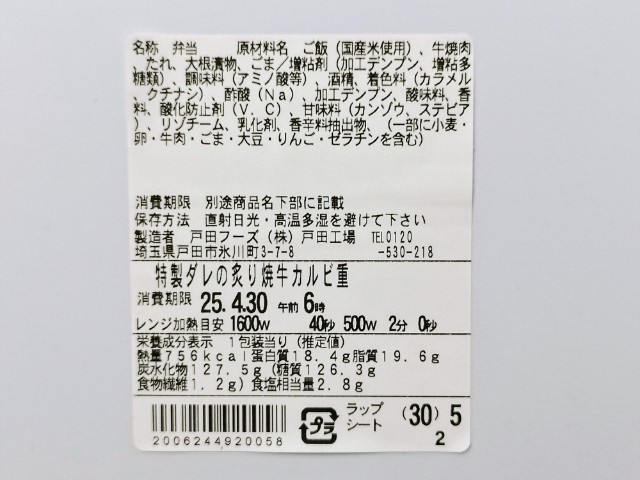 名称 弁当 原材料名 ご飯（国産米使用）、牛焼肉
、たれ、大根漬物、ごま／増粘剤（加工デンプン、増粘多
糖類）、調味料（アミノ酸等）、酒精、着色料（カラメル
、クチナシ）、酢酸（Ｎａ）、加工デンプン、酸味料、香
料、酸化防止剤（Ｖ．Ｃ）、甘味料（カンゾウ、ステビア
）、リゾチーム、乳化剤、香辛料抽出物、（一部に小麦・
卵・牛肉・ごま・大豆・りんご・ゼラチンを含む）
消費期限 別途商品名下部に記載
保存方法 直射日光・高温多湿を避けて下さい
製造者 戸田フーズ（株）戸田工場 TEL0120
埼玉県戸田市氷川町3-7-8 -530-218
特製ダレの炙り焼牛カルビ重
消費期限 25.4.30 午前 6時
レンジ加熱目安 1600W 40秒 500W 2分 0秒
栄養成分表示 １包装当り（推定値）
熱量７５６ｋｃａｌ蛋白質１８．４ｇ脂質１９．６ｇ
炭水化物１２７．５ｇ（糖質１２６．３ｇ
食物繊維１．２ｇ）食塩相当量２．８ｇ
2006244920058
プラ
ラップ
シート
(30) 5
2